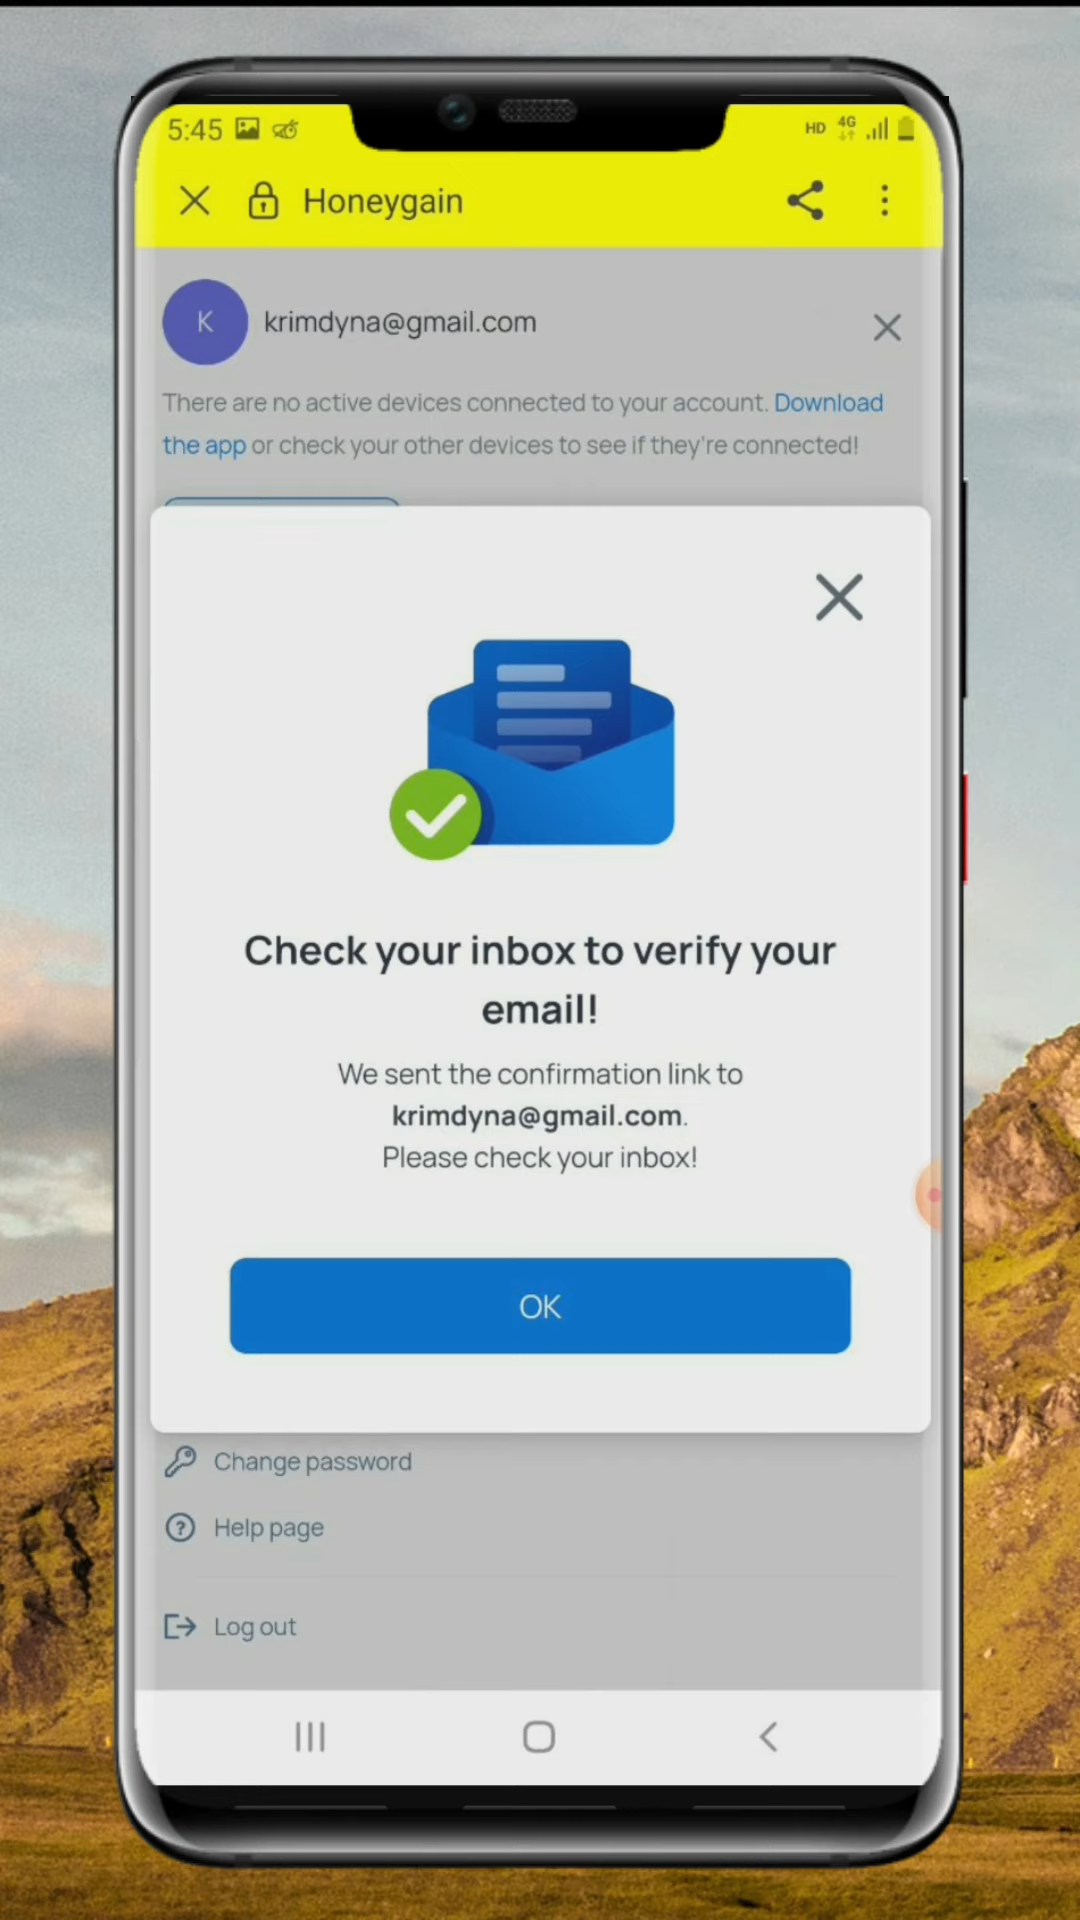 5:45
HD 4G
Honeygain
K
krimdyna@gmail.com
There are no active devices connected to your account. Download
the app or check your other devices to see if they're connected!
Check your inbox to verify your
email!
We sent the confirmation link to
krimdyna@gmail.com.
Please check your inbox!
OK
Change password
Help page
Log out